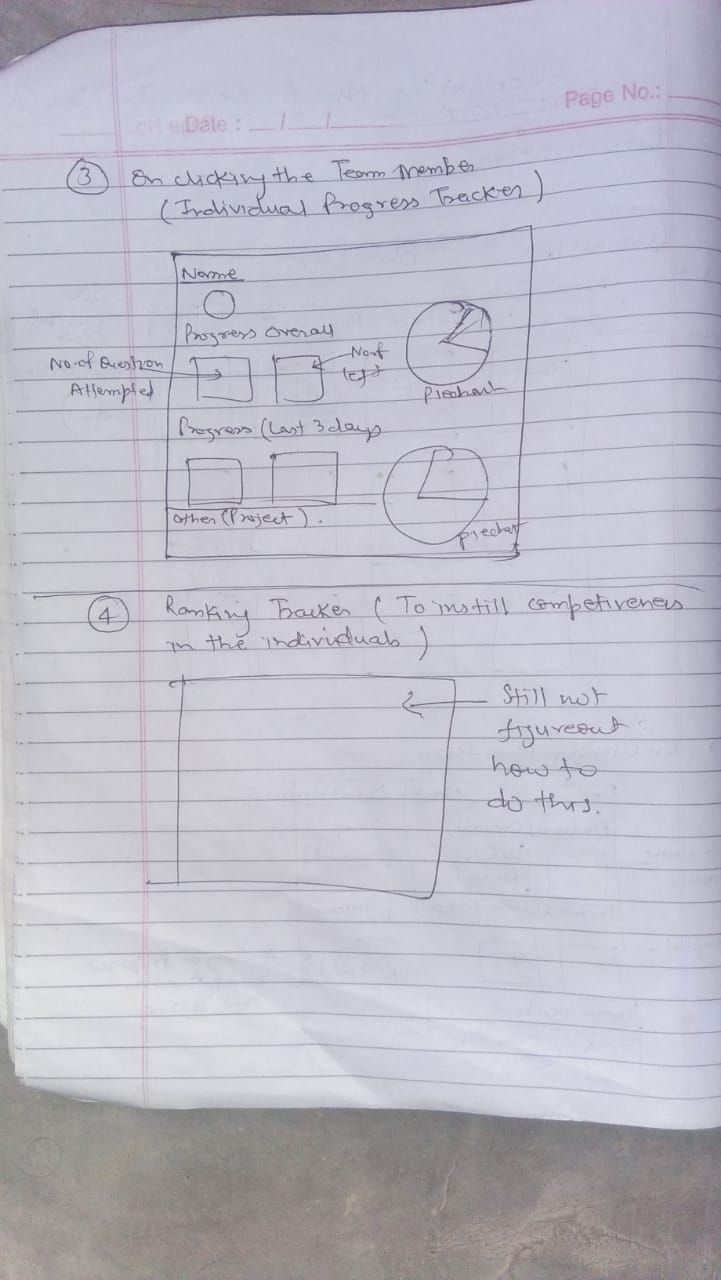 Page No.:
Date : __/__/__
3 On clicking the Team Member
(Individual Progress Tracker)
Name
Progress Overall
No. of Question
Attempted
No. of
left
Piechart
Progress (Last 3 days
Other (Project).
piechart
4 Ranking Tracker (To instill competiveness
in the individuals)
Still not
figureout
how to
do this.